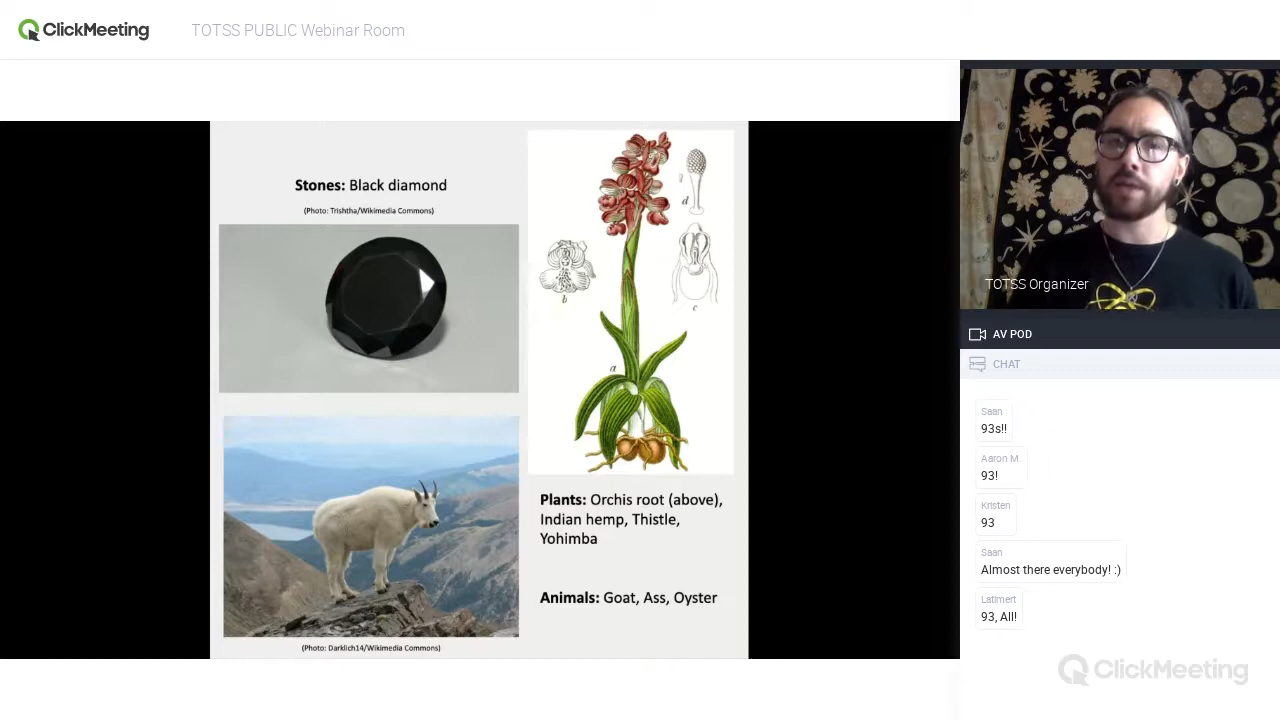 ClickMeeting
TOTSS PUBLIC Webinar Room
Stones: Black diamond
(Photo: Trishtha/Wikimedia Commons)
d
b
c
a
Plants: Orchis root (above),
Indian hemp, Thistle,
Yohimba
Animals: Goat, Ass, Oyster
(Photo: Darklich14/Wikimedia Commons)
TOTSS Organizer
AV POD
CHAT
Saan
93s!!
Aaron M.
93!
Kristen
93
Saan
Almost there everybody! :)
Latimert
93, All!
ClickMeeting